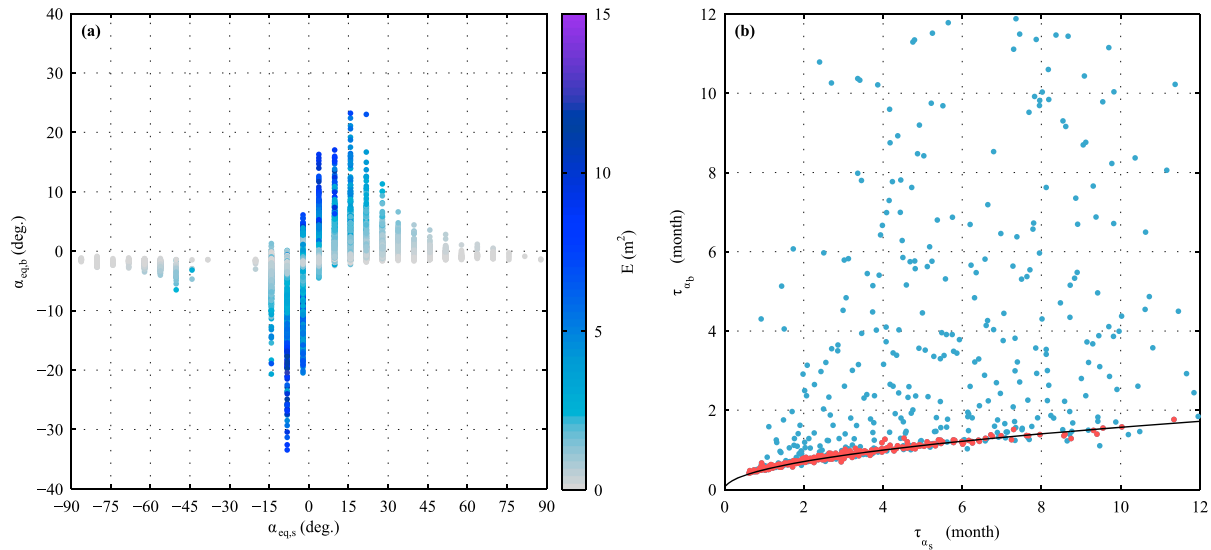 (a)
40
30
20
10
0
−10
−20
−30
−40
α_eq,b (deg.)
−90 −75 −60 −45 −30 −15 0 15 30 45 60 75 90
α_eq,s (deg.)
15
10
5
0
E (m²)
(b)
12
10
8
6
4
2
0
τ_α_b (month)
0 2 4 6 8 10 12
τ_α_s (month)